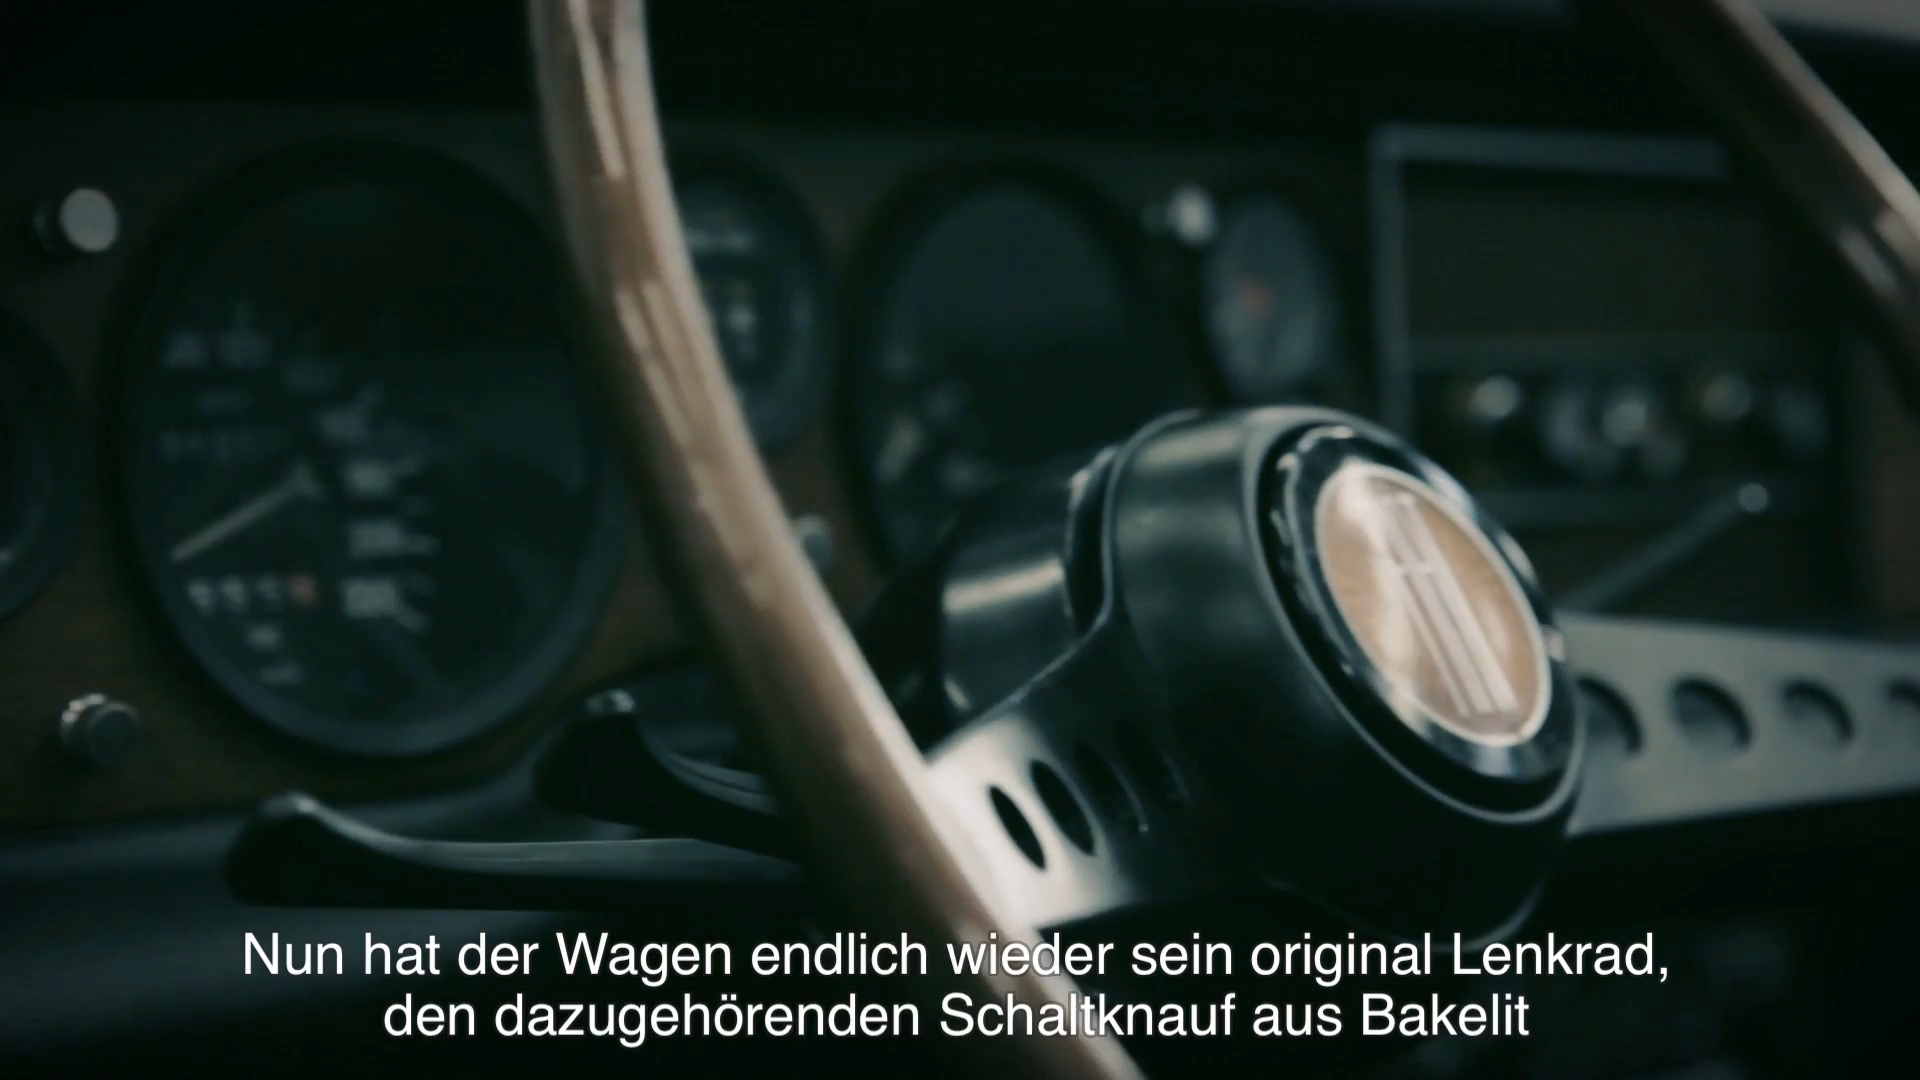 Nun hat der Wagen endlich wieder sein original Lenkrad,
den dazugehörenden Schaltknauf aus Bakelit